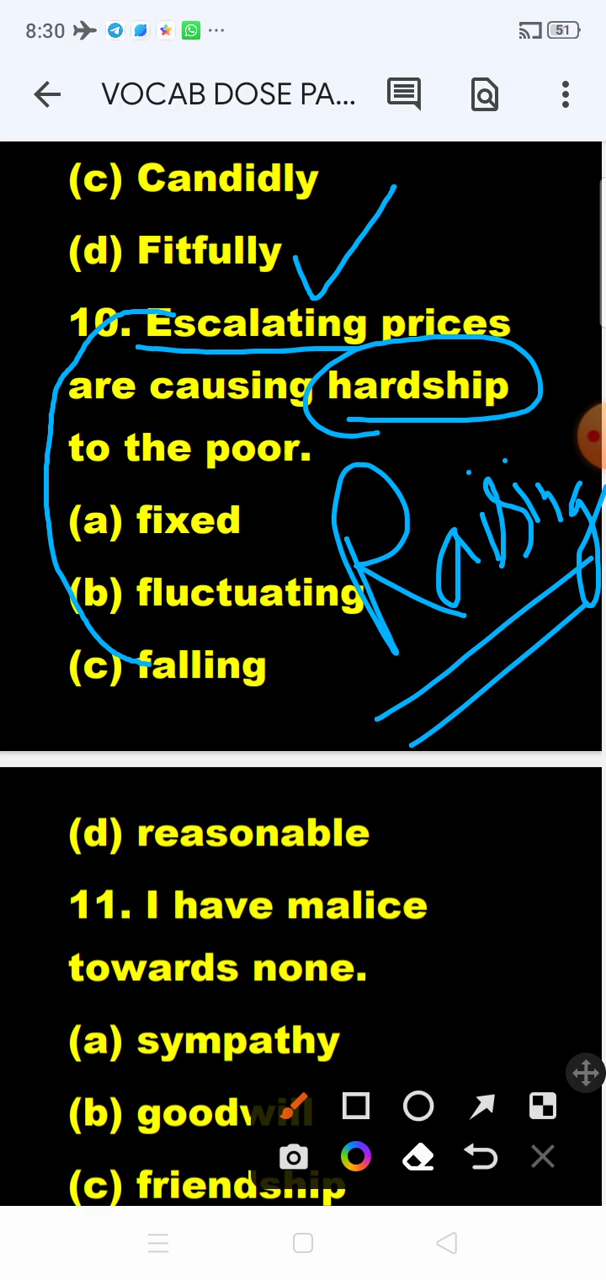 8:30
51
VOCAB DOSE PA...
(c) Candidly
(d) Fitfully
10. Escalating prices
are causing hardship
to the poor.
(a) fixed
Raising
(b) fluctuating
(c) falling
(d) reasonable
11. I have malice
towards none.
(a) sympathy
(b) goodwill
(c) friendship